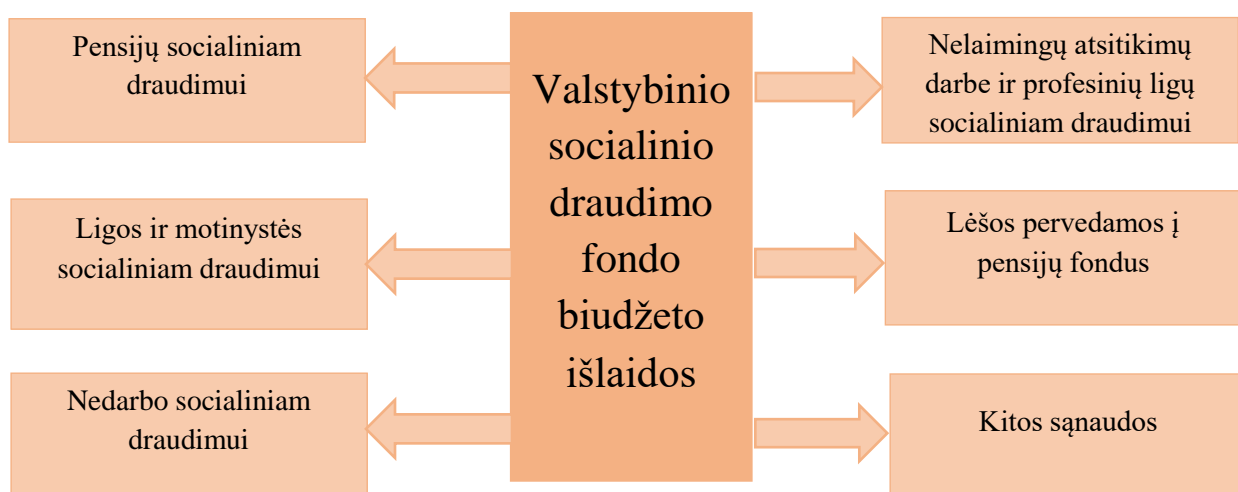 Pensijų socialiniam
draudimui
Ligos ir motinystės
socialiniam draudimui
Nedarbo socialiniam
draudimui
Valstybinio
socialinio
draudimo
fondo
biudžeto
išlaidos
Nelaimingų atsitikimų
darbe ir profesinių ligų
socialiniam draudimui
Lėšos pervedamos į
pensijų fondus
Kitos sąnaudos